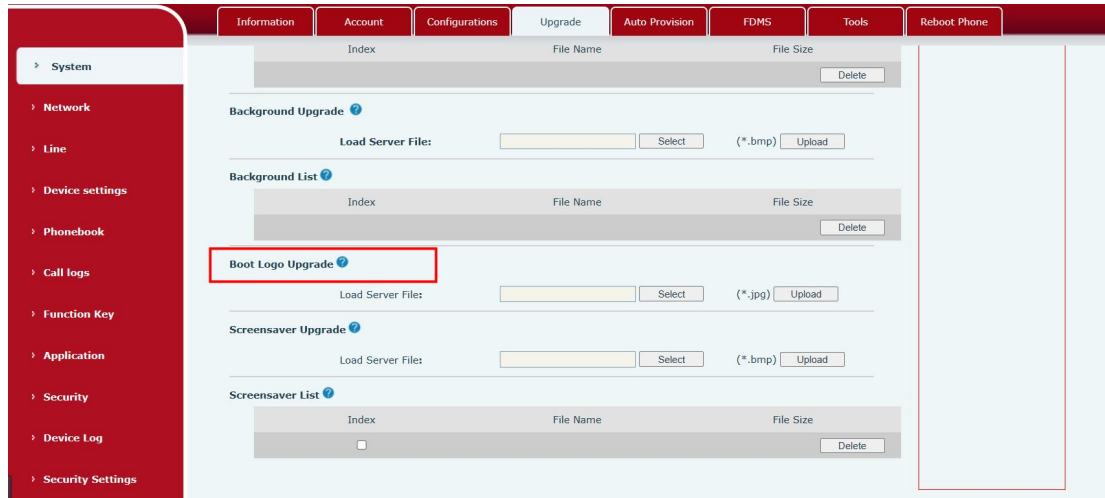 Information Account Configurations Upgrade Auto Provision FDMS Tools Reboot Phone
System
Network
Line
Device settings
Phonebook
Call logs
Function Key
Application
Security
Device Log
Security Settings
Index File Name File Size
Delete
Background Upgrade ?
Load Server File: Select (*.bmp) Upload
Background List ?
Index File Name File Size
Delete
Boot Logo Upgrade ?
Load Server File: Select (*.jpg) Upload
Screensaver Upgrade ?
Load Server File: Select (*.bmp) Upload
Screensaver List ?
Index File Name File Size
Delete